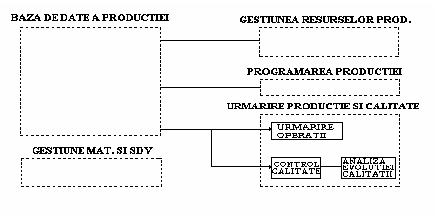 BAZA DE DATE A PRODUCTIEI
GESTIUNEA RESURSELOR PROD.
PROGRAMAREA PRODUCTIEI
URMARIRE PRODUCTIE SI CALITATE
URMARIRE
OPERATII
GESTIUNE MAT. SI SDV
CONTROL
CALITATE
ANALIZA
EVOLUTIEI
CALITATII